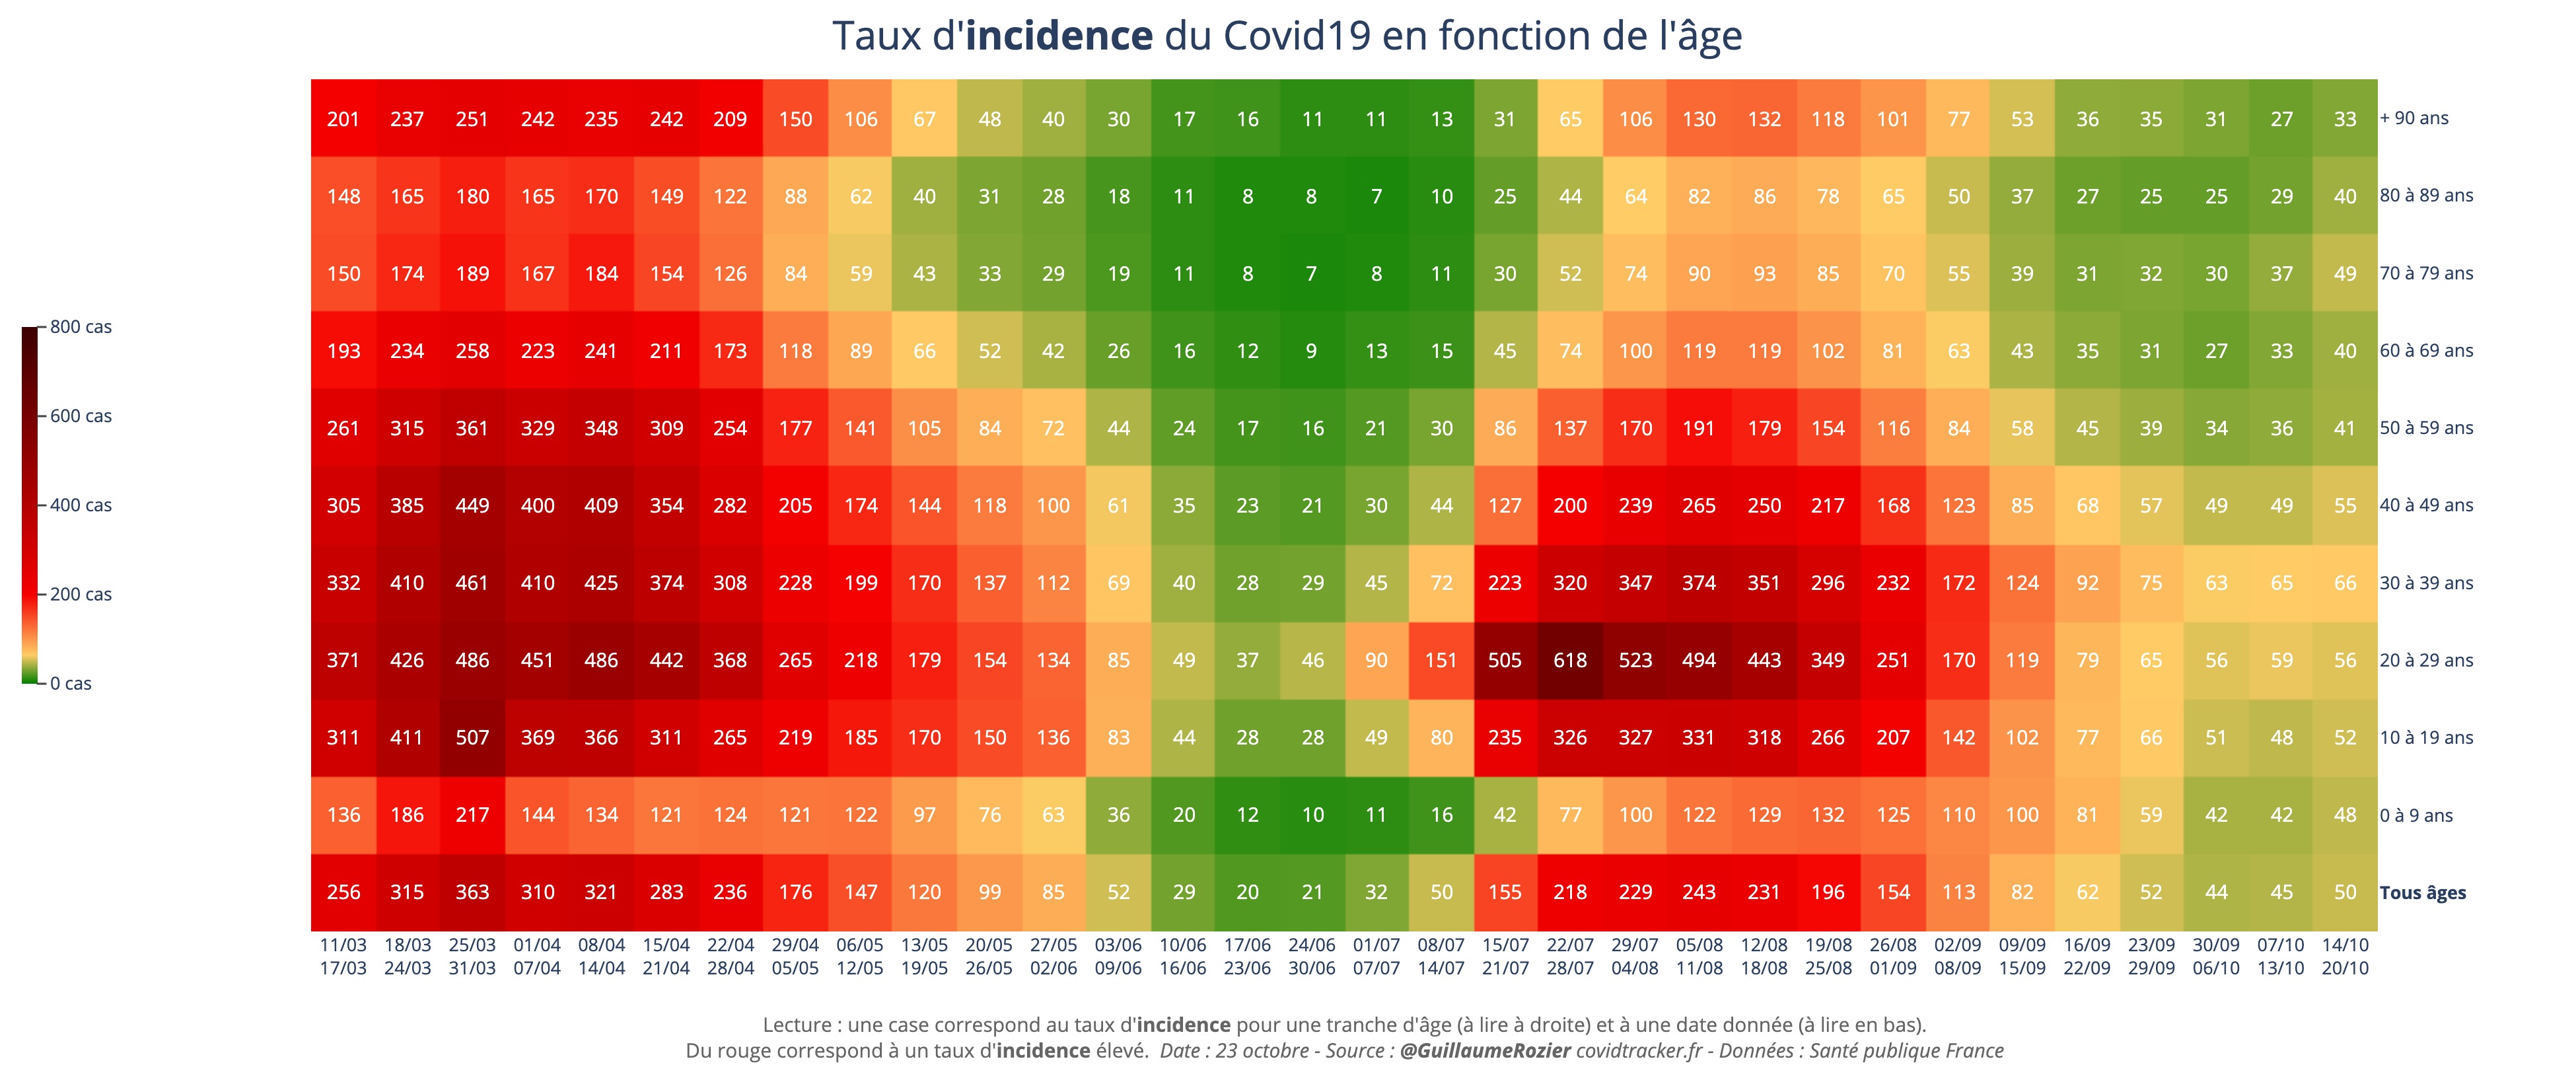 Taux d'incidence du Covid19 en fonction de l'âge
201 237 251 242 235 242 209 150 106 67 48 40 30 17 16 11 11 13 31 65 106 130 132 118 101 77 53 36 35 31 27 33 + 90 ans
148 165 180 165 170 149 122 88 62 40 31 28 18 11 8 8 7 10 25 44 64 82 86 78 65 50 37 27 25 25 29 40 80 à 89 ans
150 174 189 167 184 154 126 84 59 43 33 29 19 11 8 7 8 11 30 52 74 90 93 85 70 55 39 31 32 30 37 49 70 à 79 ans
193 234 258 223 241 211 173 118 89 66 52 42 26 16 12 9 13 15 45 74 100 119 119 102 81 63 43 35 31 27 33 40 60 à 69 ans
261 315 361 329 348 309 254 177 141 105 84 72 44 24 17 16 21 30 86 137 170 191 179 154 116 84 58 45 39 34 36 41 50 à 59 ans
305 385 449 400 409 354 282 205 174 144 118 100 61 35 23 21 30 44 127 200 239 265 250 217 168 123 85 68 57 49 49 55 40 à 49 ans
332 410 461 410 425 374 308 228 199 170 137 112 69 40 28 29 45 72 223 320 347 374 351 296 232 172 124 92 75 63 65 66 30 à 39 ans
371 426 486 451 486 442 368 265 218 179 154 134 85 49 37 46 90 151 505 618 523 494 443 349 251 170 119 79 65 56 59 56 20 à 29 ans
311 411 507 369 366 311 265 219 185 170 150 136 83 44 28 28 49 80 235 326 327 331 318 266 207 142 102 77 66 51 48 52 10 à 19 ans
136 186 217 144 134 121 124 121 122 97 76 63 36 20 12 10 11 16 42 77 100 122 129 132 125 110 100 81 59 42 42 48 0 à 9 ans
256 315 363 310 321 283 236 176 147 120 99 85 52 29 20 21 32 50 155 218 229 243 231 196 154 113 82 62 52 44 45 50 Tous âges
11/03 18/03 25/03 01/04 08/04 15/04 22/04 29/04 06/05 13/05 20/05 27/05 03/06 10/06 17/06 24/06 01/07 08/07 15/07 22/07 29/07 05/08 12/08 19/08 26/08 02/09 09/09 16/09 23/09 30/09 07/10 14/10
17/03 24/03 31/03 07/04 14/04 21/04 28/04 05/05 12/05 19/05 26/05 02/06 09/06 16/06 23/06 30/06 07/07 14/07 21/07 28/07 04/08 11/08 18/08 25/08 01/09 08/09 15/09 22/09 29/09 06/10 13/10 20/10
800 cas
600 cas
400 cas
200 cas
0 cas
Lecture : une case correspond au taux d'incidence pour une tranche d'âge (à lire à droite) et à une date donnée (à lire en bas).
Du rouge correspond à un taux d'incidence élevé. Date : 23 octobre - Source : @GuillaumeRozier covidtracker.fr - Données : Santé publique France